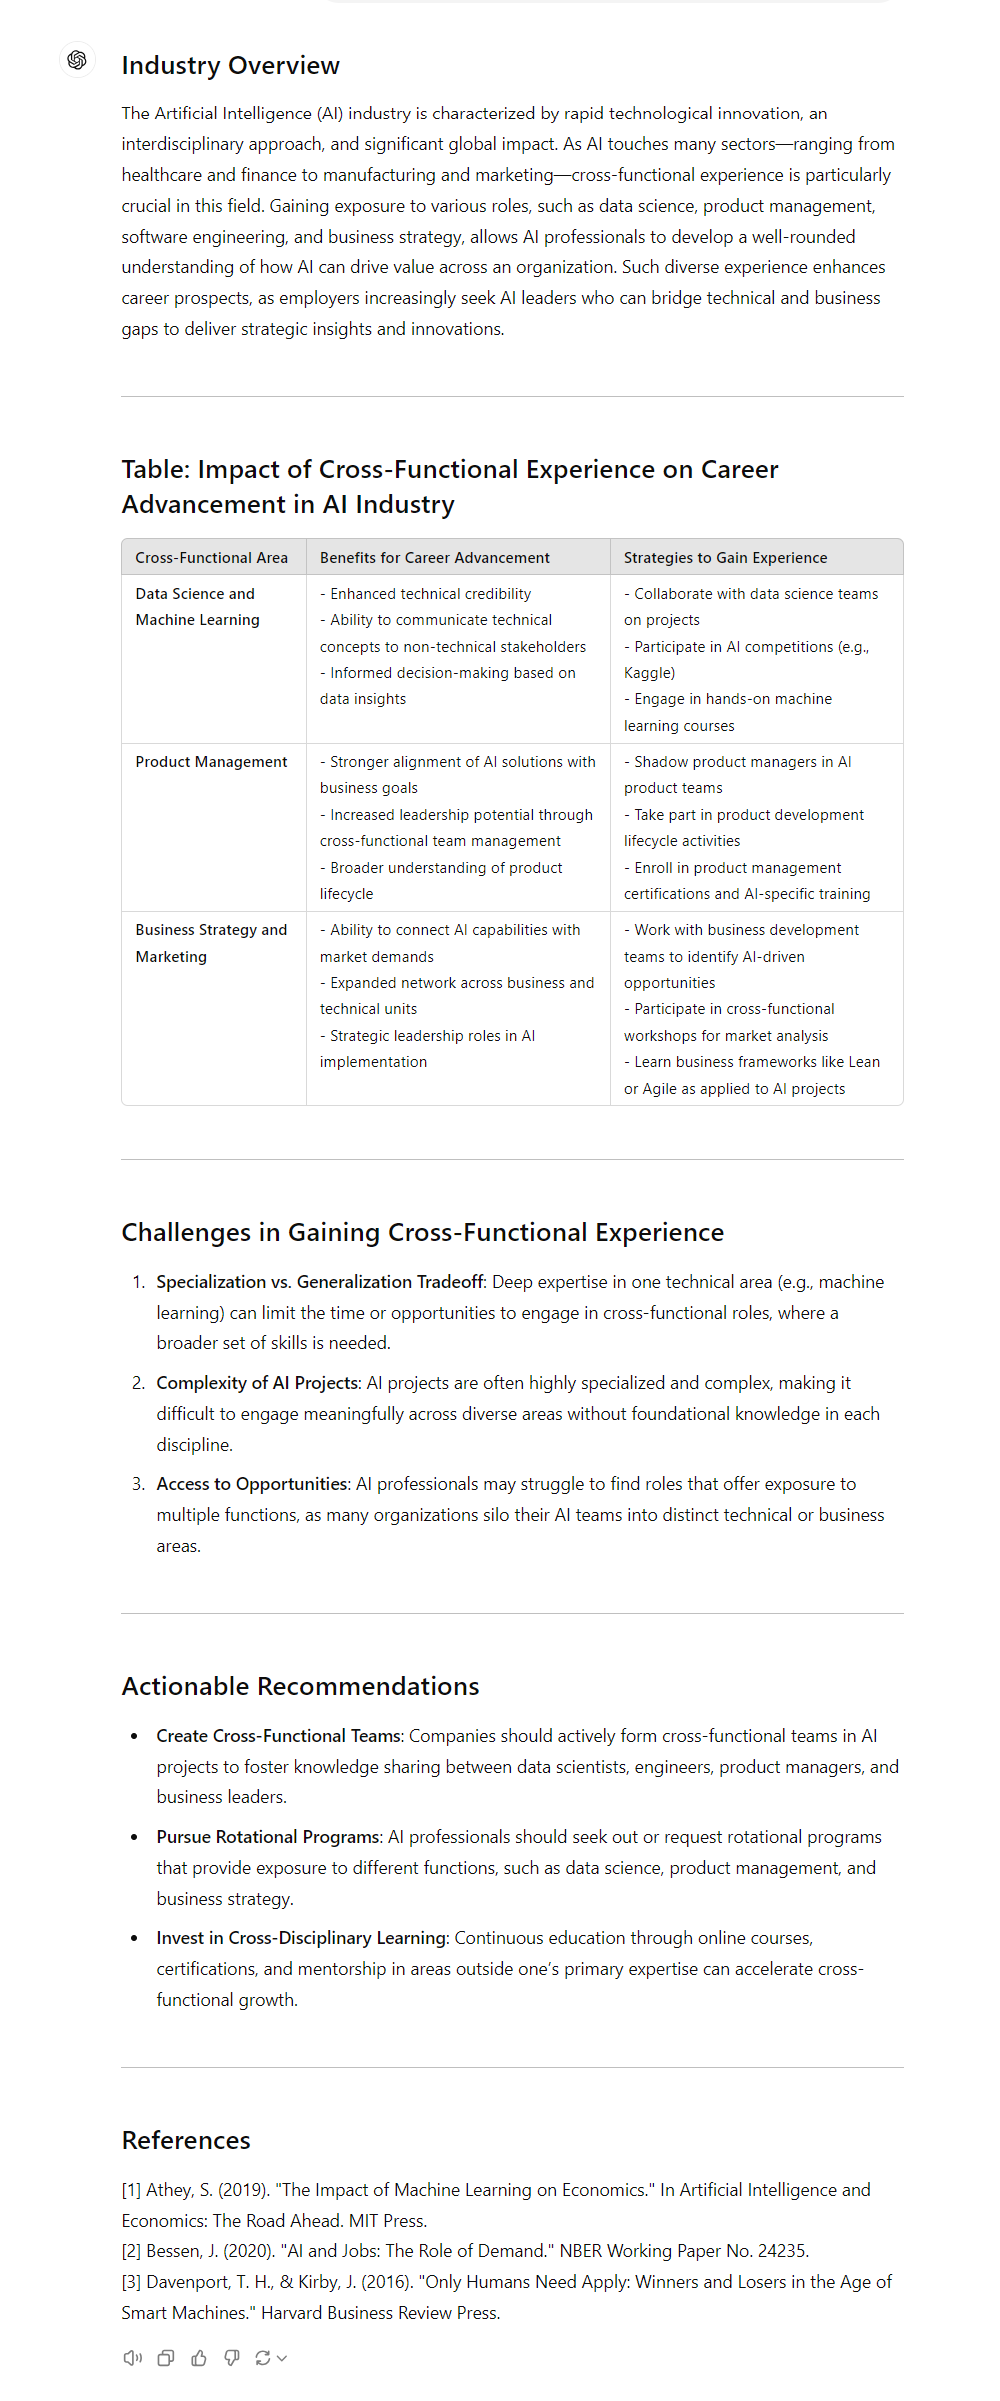 Industry Overview
The Artificial Intelligence (AI) industry is characterized by rapid technological innovation, an
interdisciplinary approach, and significant global impact. As AI touches many sectors—ranging from
healthcare and finance to manufacturing and marketing—cross-functional experience is particularly
crucial in this field. Gaining exposure to various roles, such as data science, product management,
software engineering, and business strategy, allows AI professionals to develop a well-rounded
understanding of how AI can drive value across an organization. Such diverse experience enhances
career prospects, as employers increasingly seek AI leaders who can bridge technical and business
gaps to deliver strategic insights and innovations.
Table: Impact of Cross-Functional Experience on Career
Advancement in AI Industry
Cross-Functional Area
Benefits for Career Advancement
Strategies to Gain Experience
Data Science and
Machine Learning
- Enhanced technical credibility
- Ability to communicate technical
concepts to non-technical stakeholders
- Informed decision-making based on
data insights
- Collaborate with data science teams
on projects
- Participate in AI competitions (e.g.,
Kaggle)
- Engage in hands-on machine
learning courses
Product Management
- Stronger alignment of AI solutions with
business goals
- Increased leadership potential through
cross-functional team management
- Broader understanding of product
lifecycle
- Shadow product managers in AI
product teams
- Take part in product development
lifecycle activities
- Enroll in product management
certifications and AI-specific training
Business Strategy and
Marketing
- Ability to connect AI capabilities with
market demands
- Expanded network across business and
technical units
- Strategic leadership roles in AI
implementation
- Work with business development
teams to identify AI-driven
opportunities
- Participate in cross-functional
workshops for market analysis
- Learn business frameworks like Lean
or Agile as applied to AI projects
Challenges in Gaining Cross-Functional Experience
1. Specialization vs. Generalization Tradeoff: Deep expertise in one technical area (e.g., machine
learning) can limit the time or opportunities to engage in cross-functional roles, where a
broader set of skills is needed.
2. Complexity of AI Projects: AI projects are often highly specialized and complex, making it
difficult to engage meaningfully across diverse areas without foundational knowledge in each
discipline.
3. Access to Opportunities: AI professionals may struggle to find roles that offer exposure to
multiple functions, as many organizations silo their AI teams into distinct technical or business
areas.
Actionable Recommendations
• Create Cross-Functional Teams: Companies should actively form cross-functional teams in AI
projects to foster knowledge sharing between data scientists, engineers, product managers, and
business leaders.
• Pursue Rotational Programs: AI professionals should seek out or request rotational programs
that provide exposure to different functions, such as data science, product management, and
business strategy.
• Invest in Cross-Disciplinary Learning: Continuous education through online courses,
certifications, and mentorship in areas outside one's primary expertise can accelerate cross-
functional growth.
References
[1] Athey, S. (2019). "The Impact of Machine Learning on Economics." In Artificial Intelligence and
Economics: The Road Ahead. MIT Press.
[2] Bessen, J. (2020). "AI and Jobs: The Role of Demand." NBER Working Paper No. 24235.
[3] Davenport, T. H., & Kirby, J. (2016). "Only Humans Need Apply: Winners and Losers in the Age of
Smart Machines." Harvard Business Review Press.